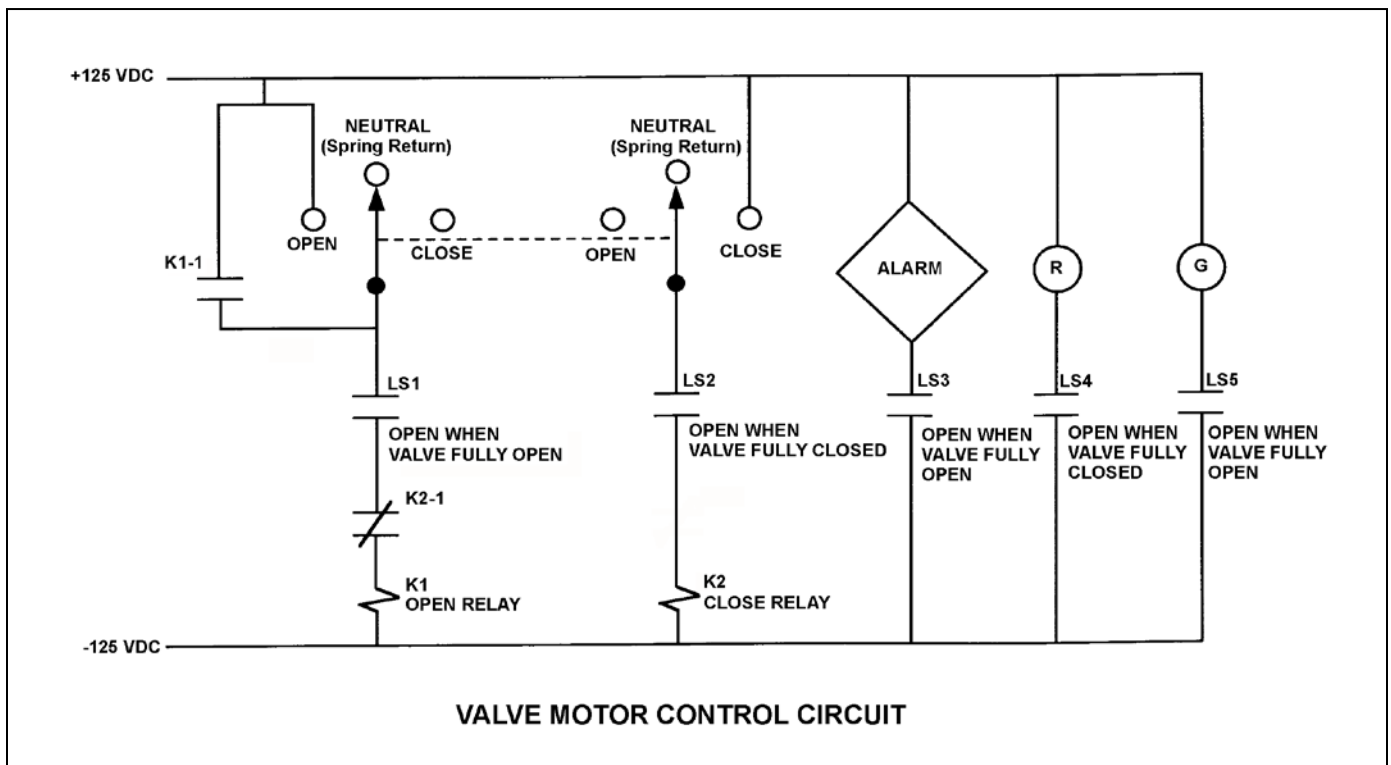 +125 VDC
NEUTRAL
(Spring Return)
NEUTRAL
(Spring Return)
OPEN
CLOSE
OPEN
CLOSE
K1-1
ALARM
R
G
LS1
OPEN WHEN
VALVE FULLY OPEN
LS2
OPEN WHEN
VALVE FULLY CLOSED
LS3
OPEN WHEN
VALVE FULLY
OPEN
LS4
OPEN WHEN
VALVE FULLY
CLOSED
LS5
OPEN WHEN
VALVE FULLY
OPEN
K2-1
K1
OPEN RELAY
K2
CLOSE RELAY
-125 VDC
VALVE MOTOR CONTROL CIRCUIT